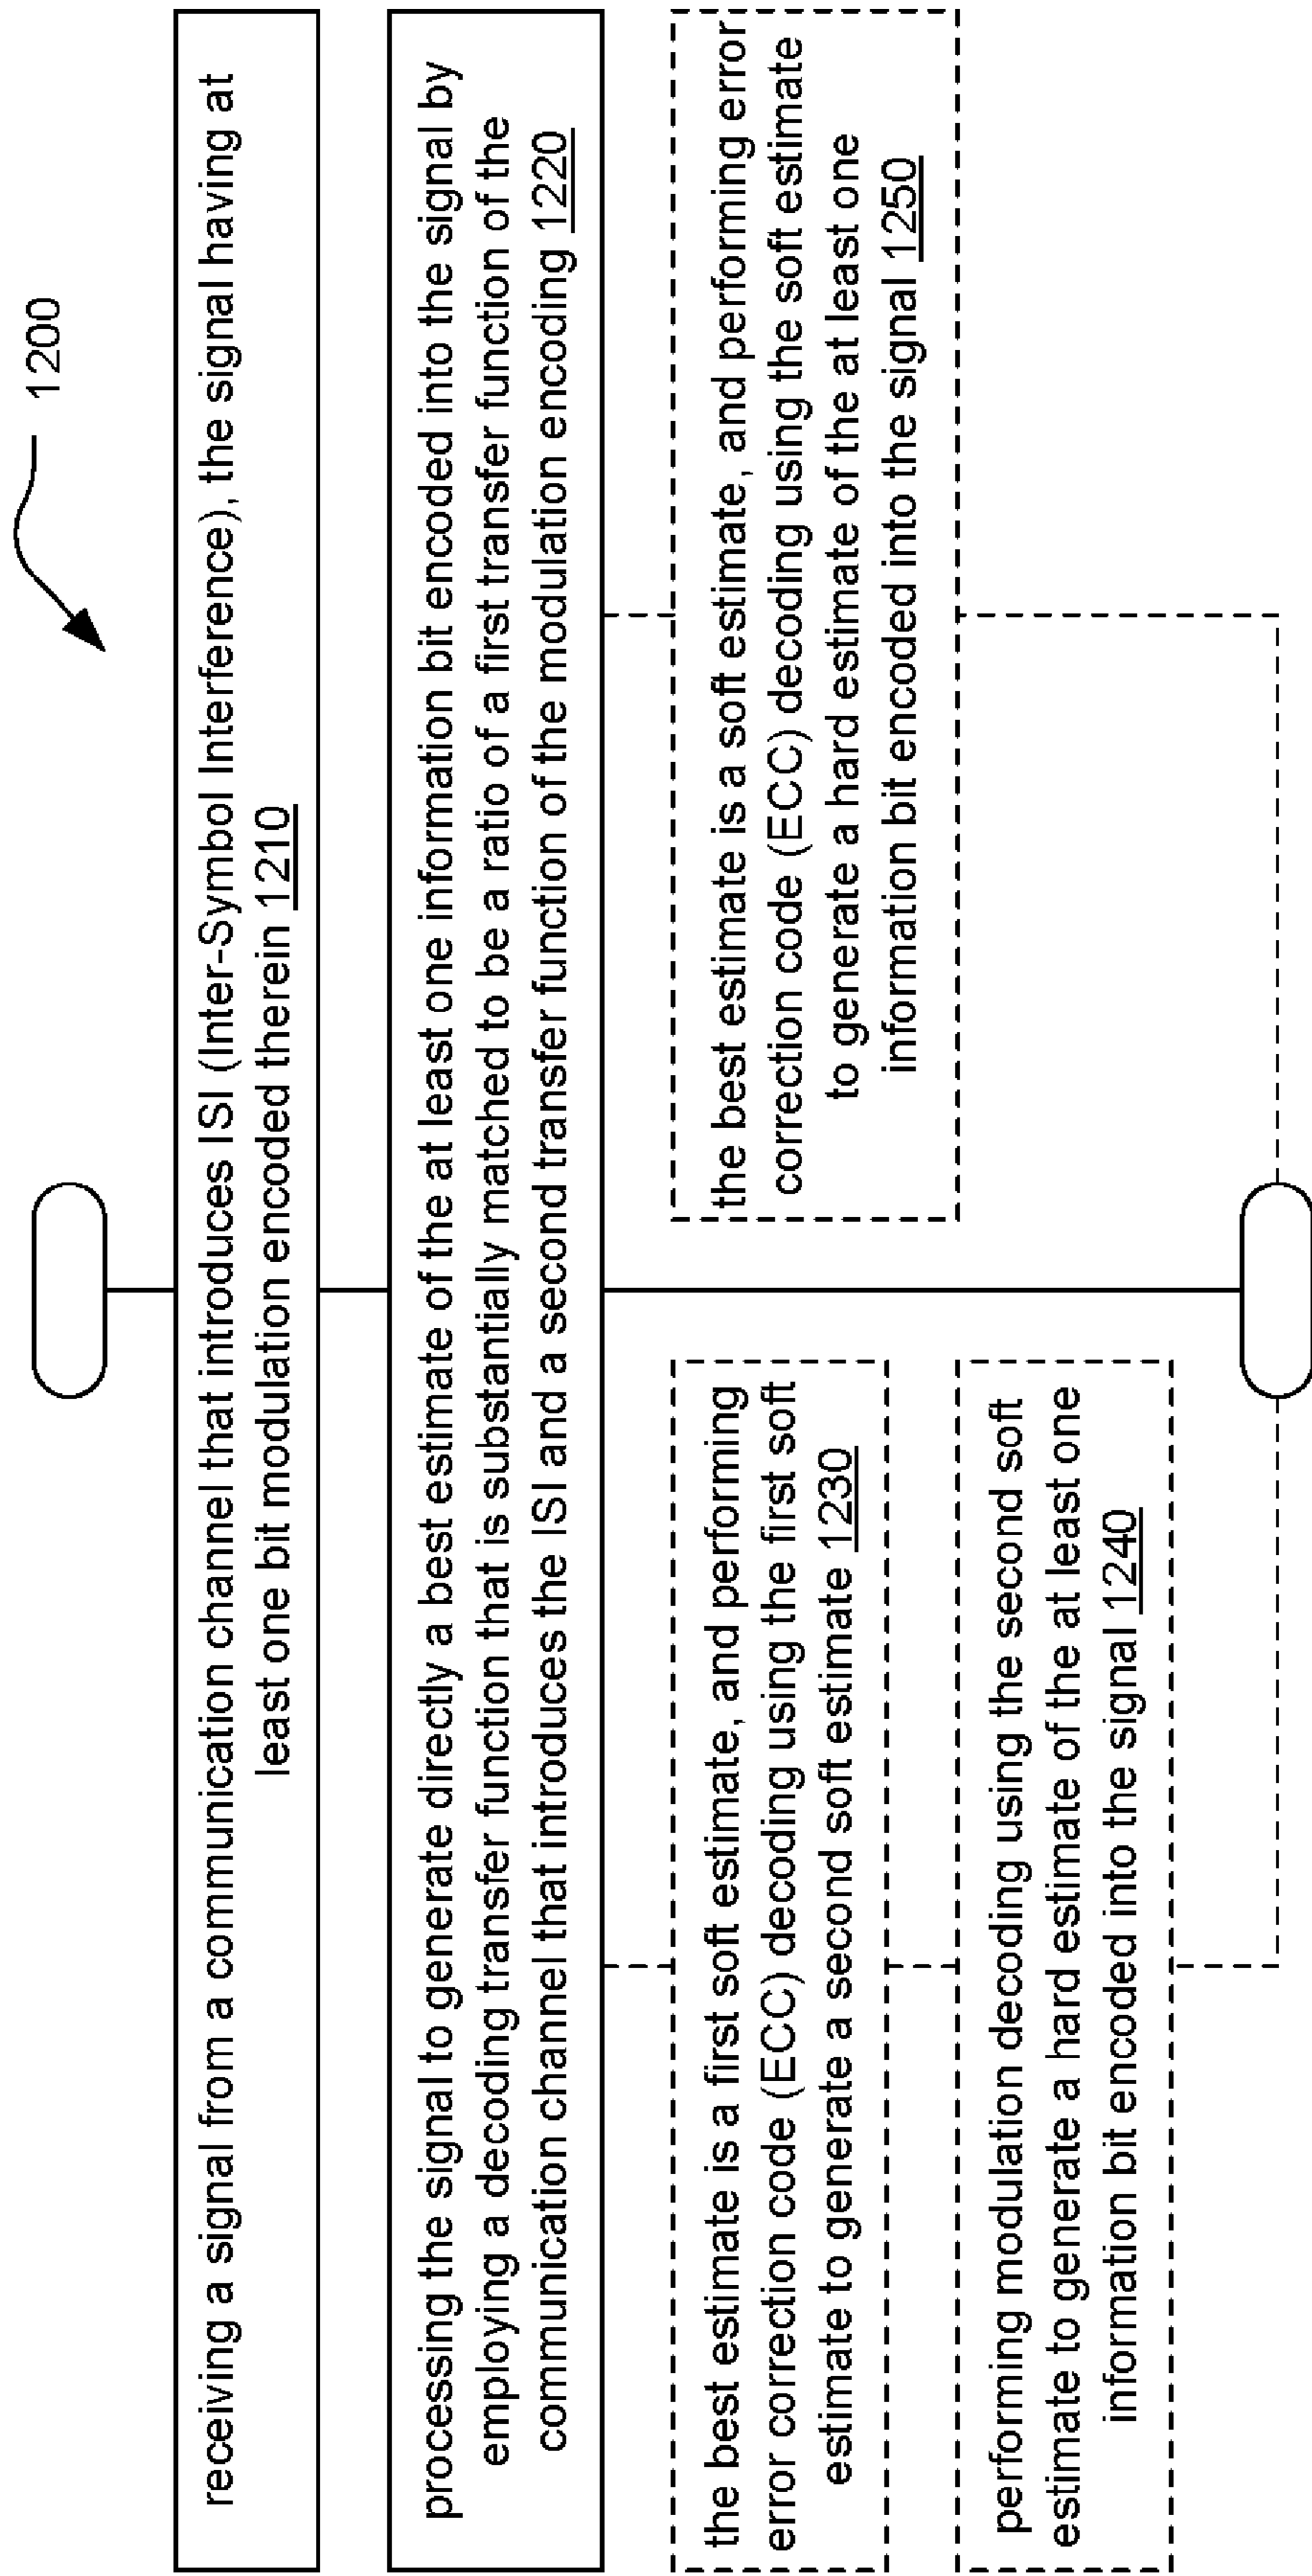 1200
receiving a signal from a communication channel that introduces ISI (Inter-Symbol Interference), the signal having at
least one bit modulation encoded therein 1210
processing the signal to generate directly a best estimate of the at least one information bit encoded into the signal by
employing a decoding transfer function that is substantially matched to be a ratio of a first transfer function of the
communication channel that introduces the ISI and a second transfer function of the modulation encoding 1220
the best estimate is a first soft estimate, and performing
error correction code (ECC) decoding using the first soft
estimate to generate a second soft estimate 1230
performing modulation decoding using the second soft
estimate to generate a hard estimate of the at least one
information bit encoded into the signal 1240
the best estimate is a soft estimate, and performing error
correction code (ECC) decoding using the soft estimate
to generate a hard estimate of the at least one
information bit encoded into the signal 1250